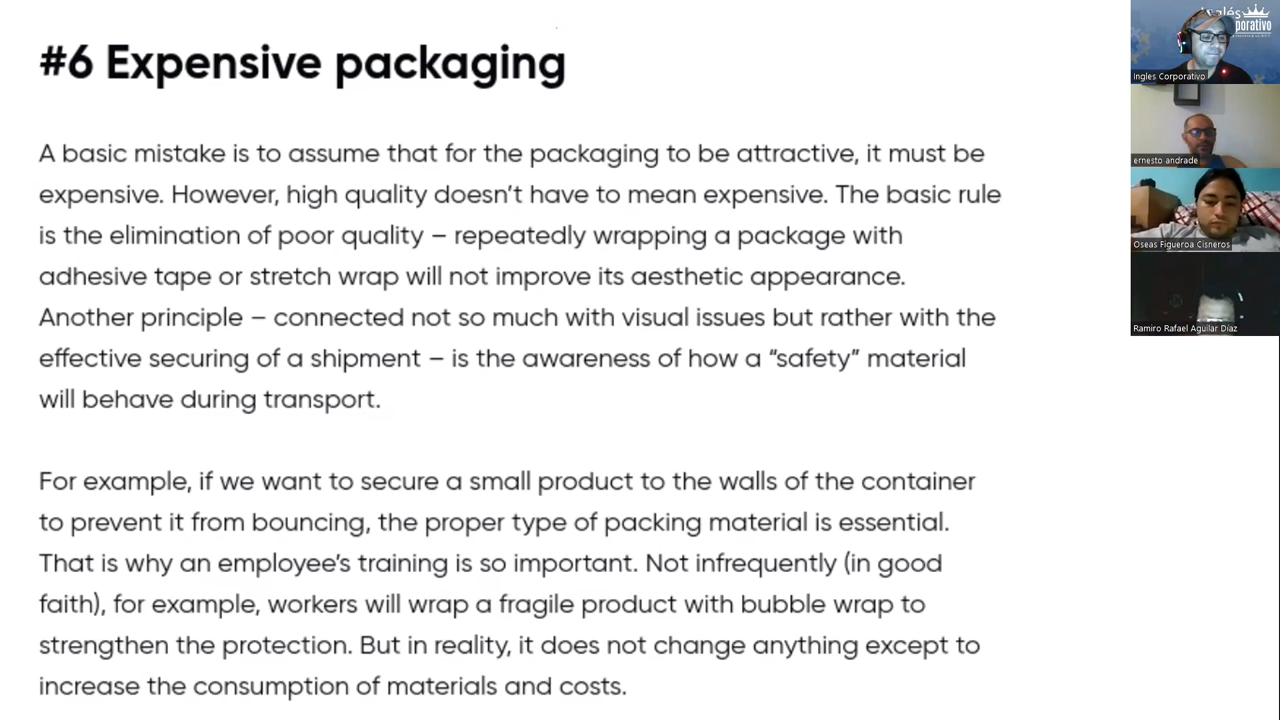 #6 Expensive packaging
A basic mistake is to assume that for the packaging to be attractive, it must be
expensive. However, high quality doesn’t have to mean expensive. The basic rule
is the elimination of poor quality – repeatedly wrapping a package with
adhesive tape or stretch wrap will not improve its aesthetic appearance.
Another principle – connected not so much with visual issues but rather with the
effective securing of a shipment – is the awareness of how a “safety” material
will behave during transport.
For example, if we want to secure a small product to the walls of the container
to prevent it from bouncing, the proper type of packing material is essential.
That is why an employee’s training is so important. Not infrequently (in good
faith), for example, workers will wrap a fragile product with bubble wrap to
strengthen the protection. But in reality, it does not change anything except to
increase the consumption of materials and costs.
Inglés
porativo
Ingles Corporativo
ernesto andrade
Oseas Figueroa Cisneros
Ramiro Rafael Aguilar Díaz